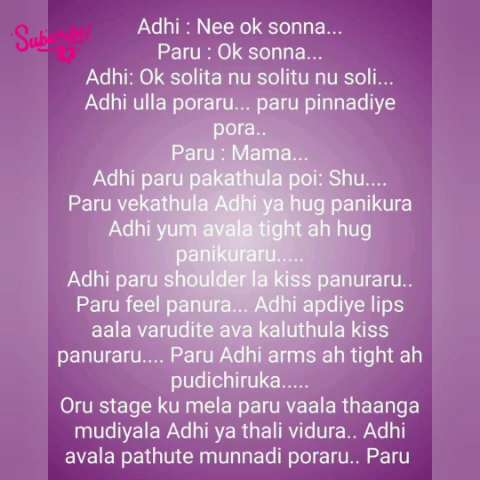 Subscribe!
Adhi : Nee ok sonna...
Paru : Ok sonna...
Adhi: Ok solita nu solitu nu soli...
Adhi ulla poraru... paru pinnadiye
pora..
Paru : Mama...
Adhi paru pakathula poi: Shu....
Paru vekathula Adhi ya hug panikura
Adhi yum avala tight ah hug
panikuraru.....
Adhi paru shoulder la kiss panuraru..
Paru feel panura... Adhi apdiye lips
aala varudite ava kaluthula kiss
panuraru.... Paru Adhi arms ah tight ah
pudichiruka.....
Oru stage ku mela paru vaala thaanga
mudiyala Adhi ya thali vidura.. Adhi
avala pathute munnadi poraru.. Paru